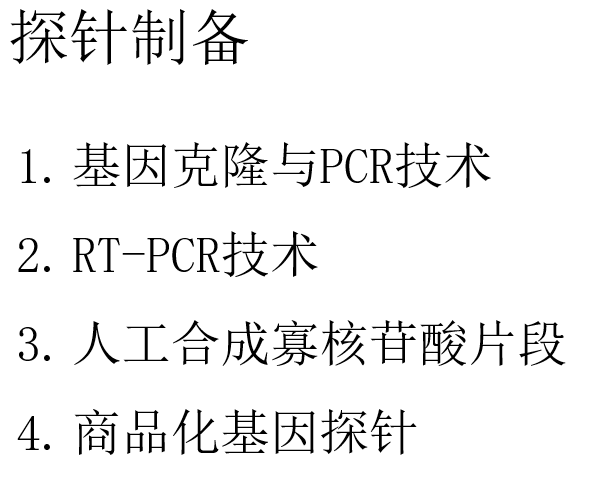 探针制备
1. 基因克隆与PCR技术
2. RT-PCR技术
3. 人工合成寡核苷酸片段
4. 商品化基因探针